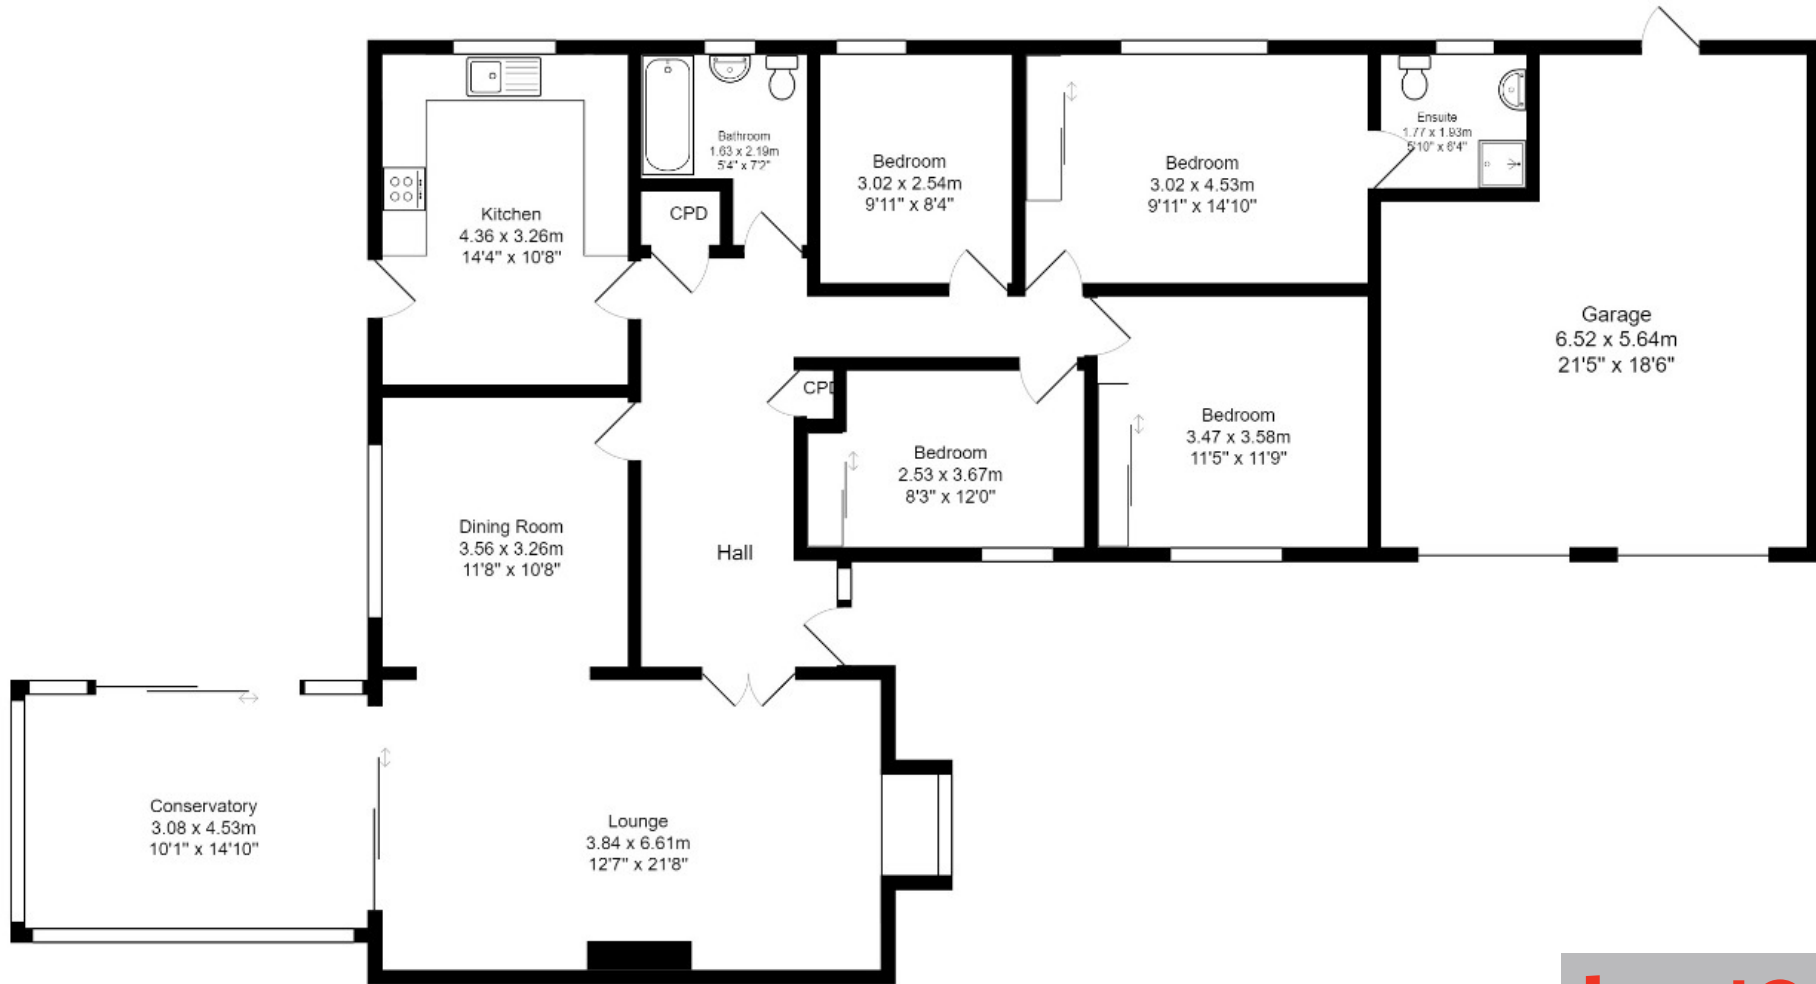 Kitchen
4.36 x 3.26m
14'4" x 10'8"
Bathroom
1.63 x 2.19m
5'4" x 7'2"
CPD
Bedroom
3.02 x 2.54m
9'11" x 8'4"
Bedroom
3.02 x 4.53m
9'11" x 14'10"
Ensuite
1.77 x 1.93m
5'10" x 6'4"
Garage
6.52 x 5.64m
21'5" x 18'6"
CPD
Bedroom
2.53 x 3.67m
8'3" x 12'0"
Bedroom
3.47 x 3.58m
11'5" x 11'9"
Dining Room
3.56 x 3.26m
11'8" x 10'8"
Hall
Conservatory
3.08 x 4.53m
10'1" x 14'10"
Lounge
3.84 x 6.61m
12'7" x 21'8"